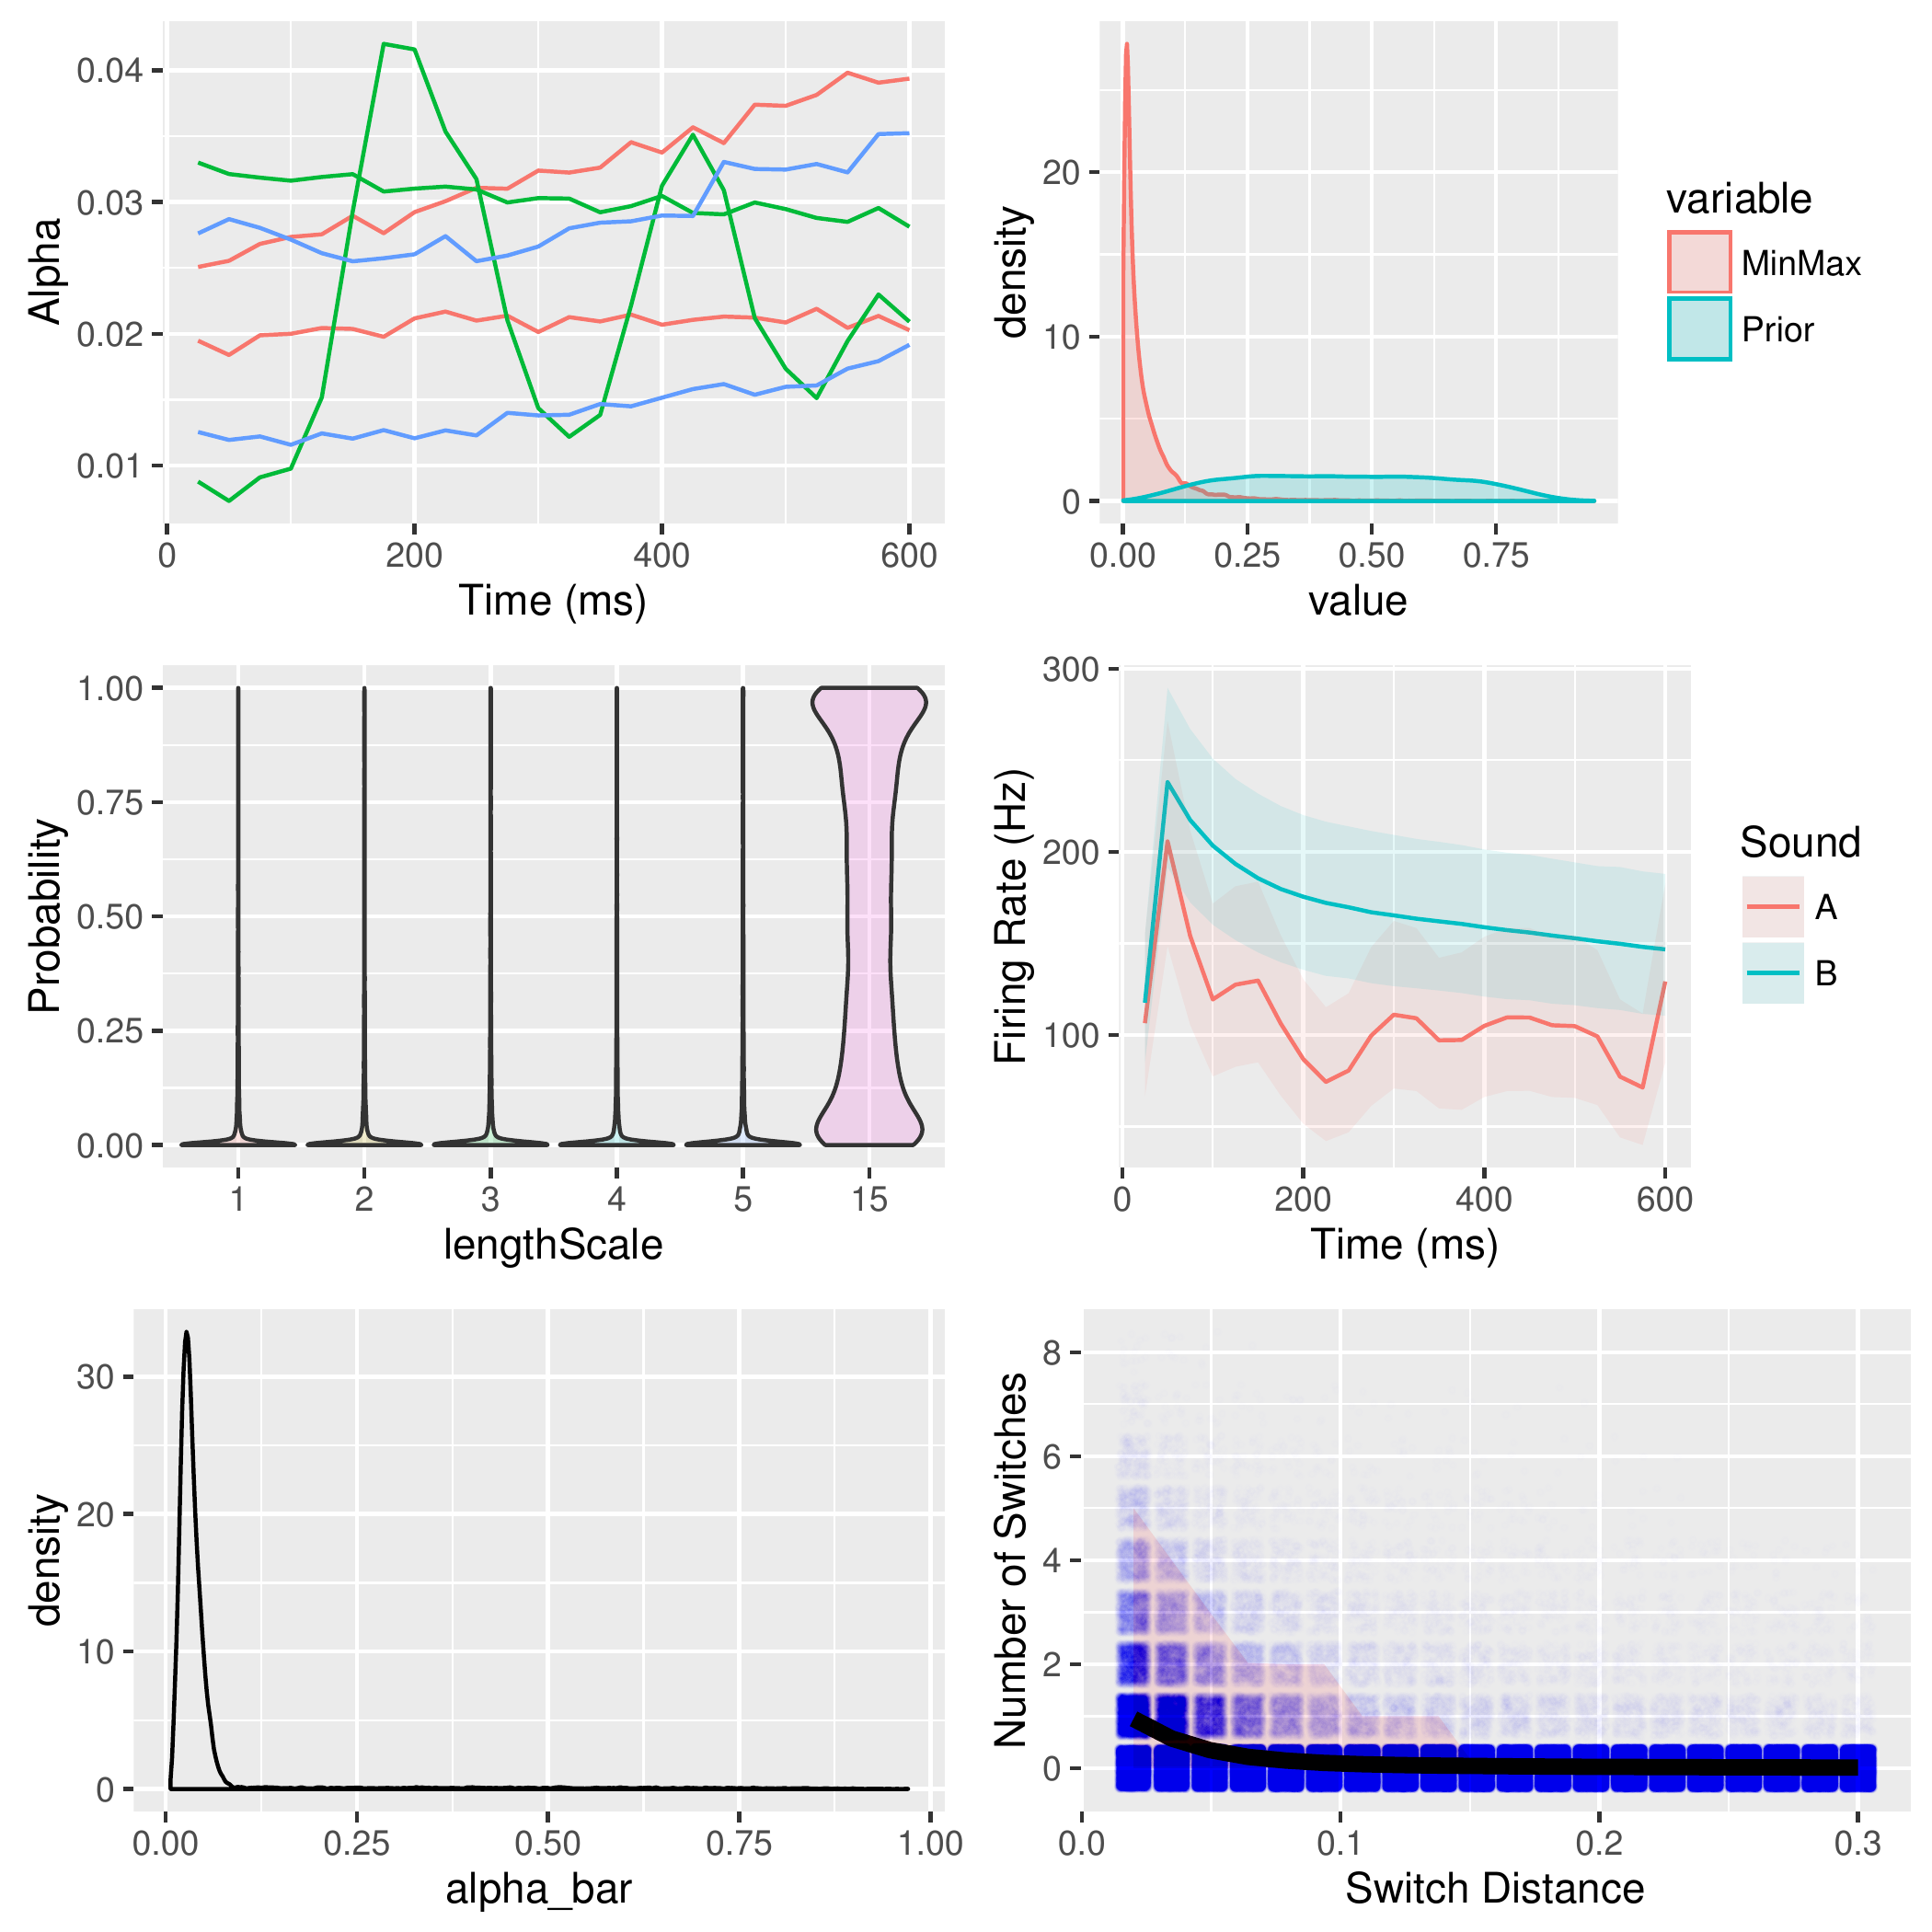 0.04
0.03
0.02
0.01
Alpha
0 200 400 600
Time (ms)
20
10
0
density
0.00 0.25 0.50 0.75
value
variable
MinMax
Prior
1.00
0.75
0.50
0.25
0.00
Probability
1 2 3 4 5 15
lengthScale
300
200
100
Firing Rate (Hz)
0 200 400 600
Time (ms)
Sound
A
B
30
20
10
0
density
0.00 0.25 0.50 0.75 1.00
alpha_bar
8
6
4
2
0
Number of Switches
0.0 0.1 0.2 0.3
Switch Distance